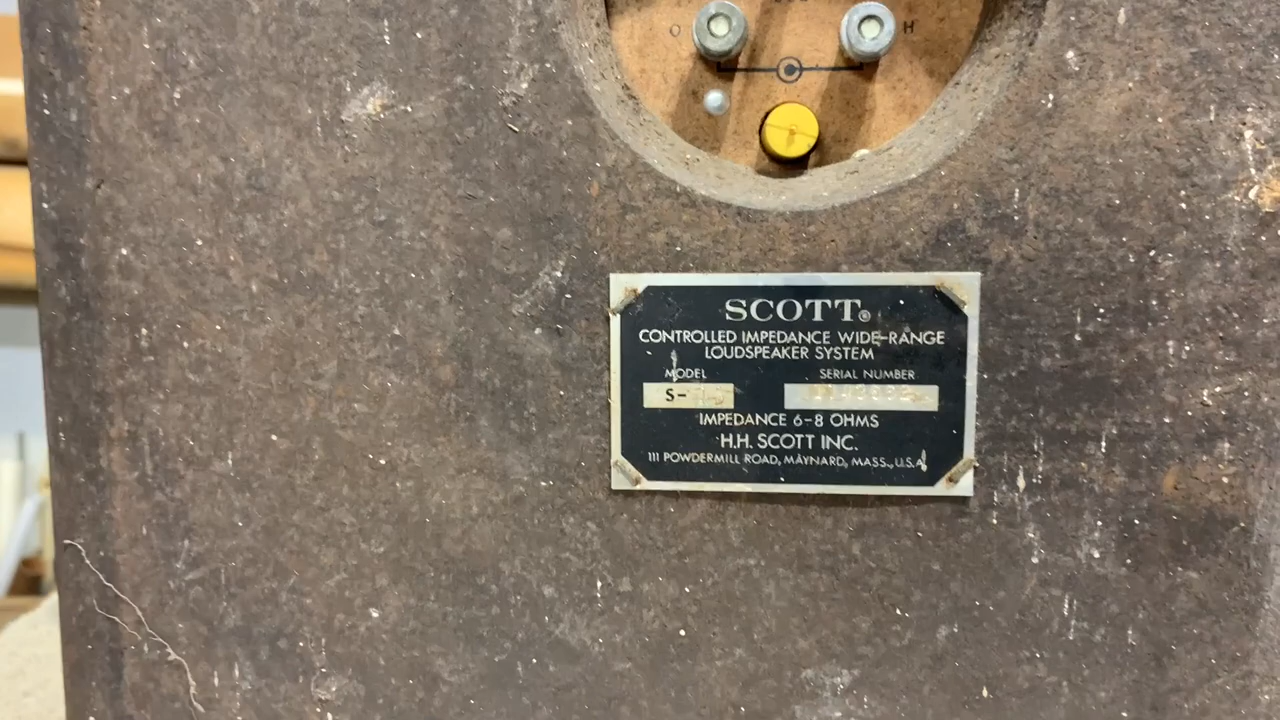 O H
SCOTT®
CONTROLLED IMPEDANCE WIDE-RANGE
LOUDSPEAKER SYSTEM
MODEL SERIAL NUMBER
S-
IMPEDANCE 6-8 OHMS
H.H. SCOTT INC.
111 POWDERMILL ROAD, MAYNARD, MASS., U.S.A